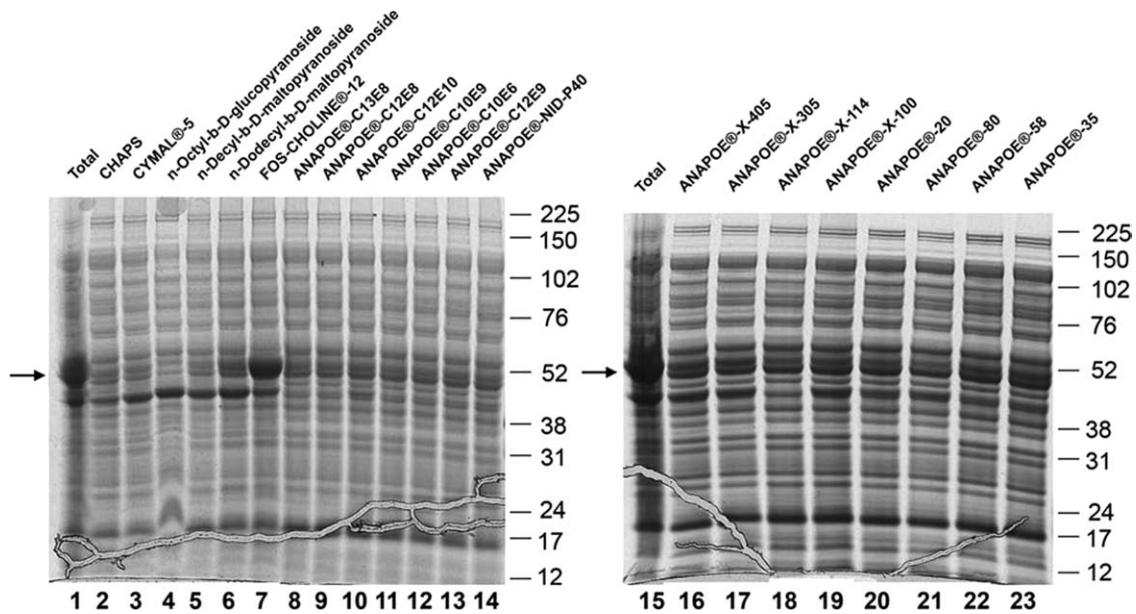 Total
CHAPS
CYMAL®-5
n-Octyl-b-D-glucopyranoside
n-Decyl-b-D-maltopyranoside
n-Dodecyl-b-D-maltopyranoside
FOS-CHOLINE®-12
ANAPOE®-C13E8
ANAPOE®-C12E8
ANAPOE®-C12E10
ANAPOE®-C10E9
ANAPOE®-C10E6
ANAPOE®-C12E9
ANAPOE®-NID-P40
225
150
102
76
52
38
31
24
17
12
1 2 3 4 5 6 7 8 9 10 11 12 13 14
Total
ANAPOE®-X-405
ANAPOE®-X-305
ANAPOE®-X-114
ANAPOE®-X-100
ANAPOE®-20
ANAPOE®-80
ANAPOE®-58
ANAPOE®-35
225
150
102
76
52
38
31
24
17
12
15 16 17 18 19 20 21 22 23